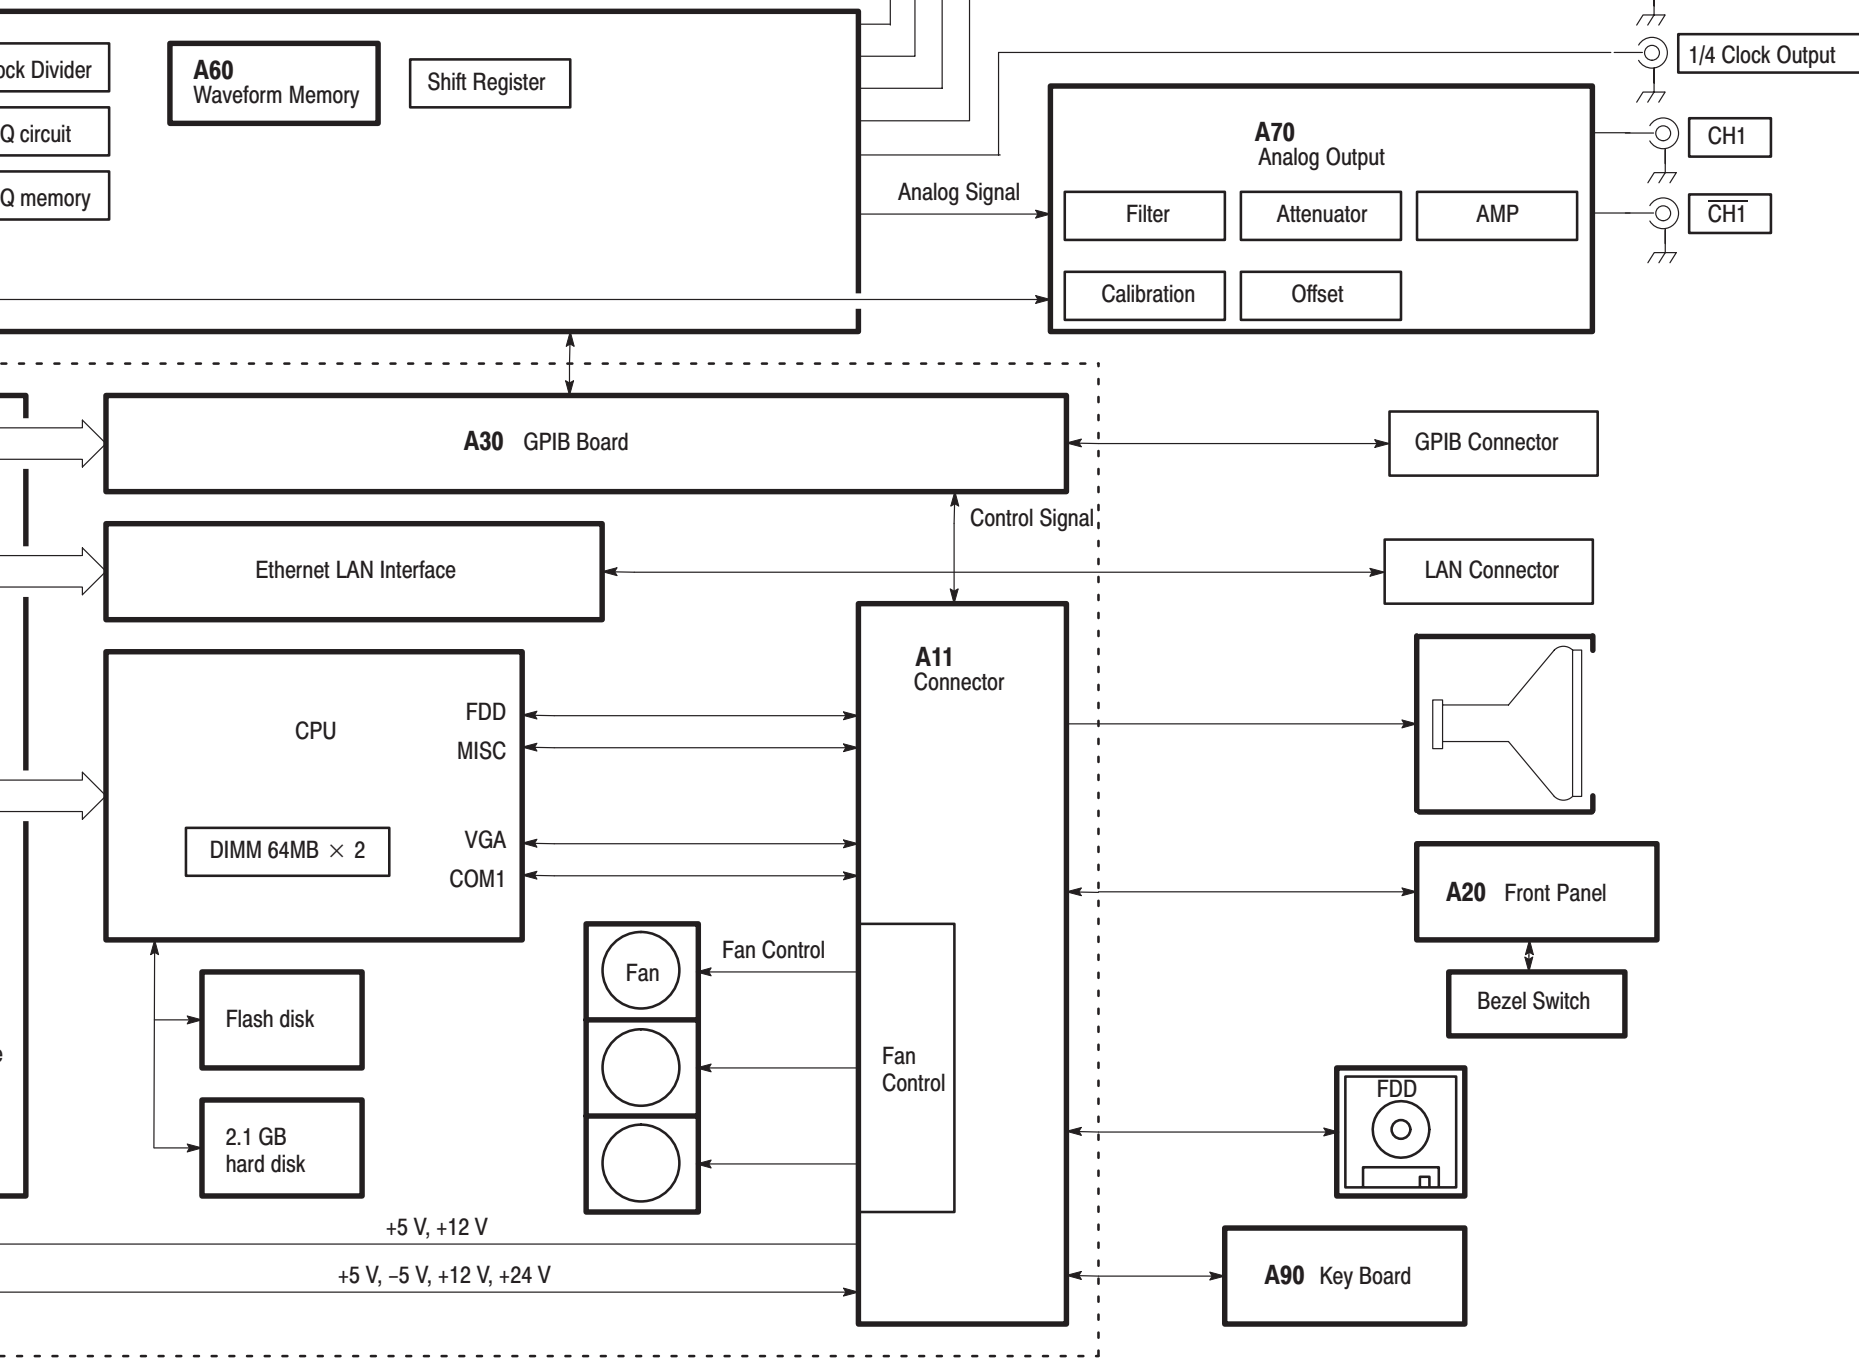 ock Divider
A60
Waveform Memory
Shift Register
1/4 Clock Output
Q circuit
A70
Analog Output
CH1
Q memory
Analog Signal
Filter
Attenuator
AMP
CH1
Calibration
Offset
A30 GPIB Board
GPIB Connector
Control Signal
Ethernet LAN Interface
LAN Connector
A11
Connector
CPU
FDD
MISC
VGA
COM1
DIMM 64MB × 2
A20 Front Panel
Fan
Fan Control
Bezel Switch
Flash disk
e
Fan
Control
FDD
2.1 GB
hard disk
+5 V, +12 V
+5 V, –5 V, +12 V, +24 V
A90 Key Board